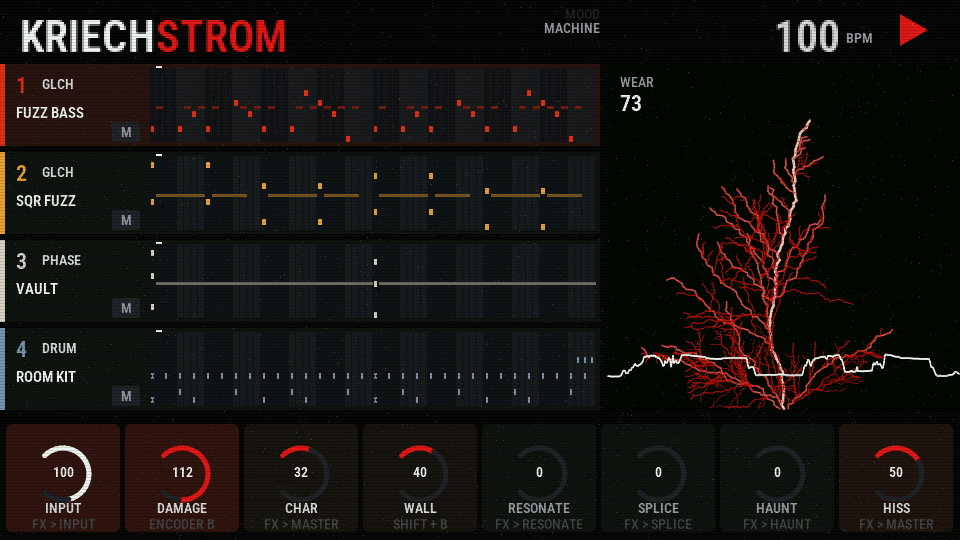 KRIECHSTROM
MOOD
MACHINE
100 BPM
1 GLCH
FUZZ BASS
M
2 GLCH
SQR FUZZ
M
3 PHASE
VAULT
M
4 DRUM
ROOM KIT
M
WEAR
73
100
INPUT
FX > INPUT
112
DAMAGE
ENCODER B
32
CHAR
FX > MASTER
40
WALL
SHIFT + B
0
RESONATE
FX > RESONATE
0
SPLICE
FX > SPLICE
0
HAUNT
FX > HAUNT
50
HISS
FX > MASTER